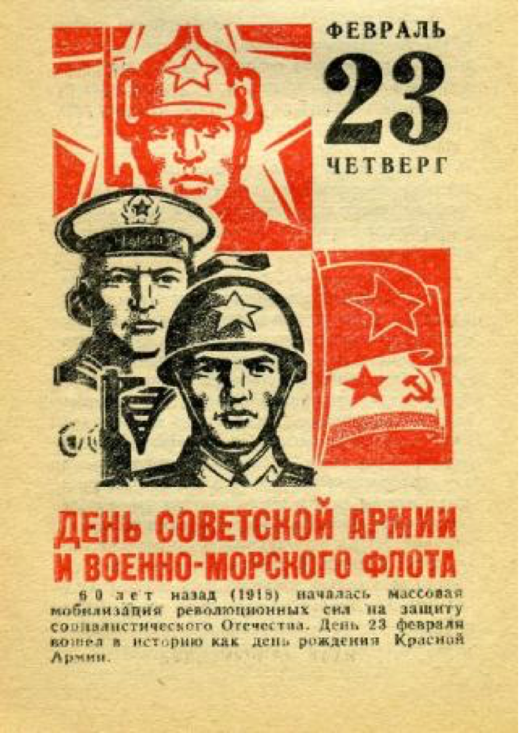 ФЕВРАЛЬ
23
ЧЕТВЕРГ
ДЕНЬ СОВЕТСКОЙ АРМИИ
И ВОЕННО-МОРСКОГО ФЛОТА
60 лет назад (1918) началась массовая
мобилизация революционных сил на защиту
социалистического Отечества. День 23 февраля
вошел в историю как день рождения Красной
Армии.